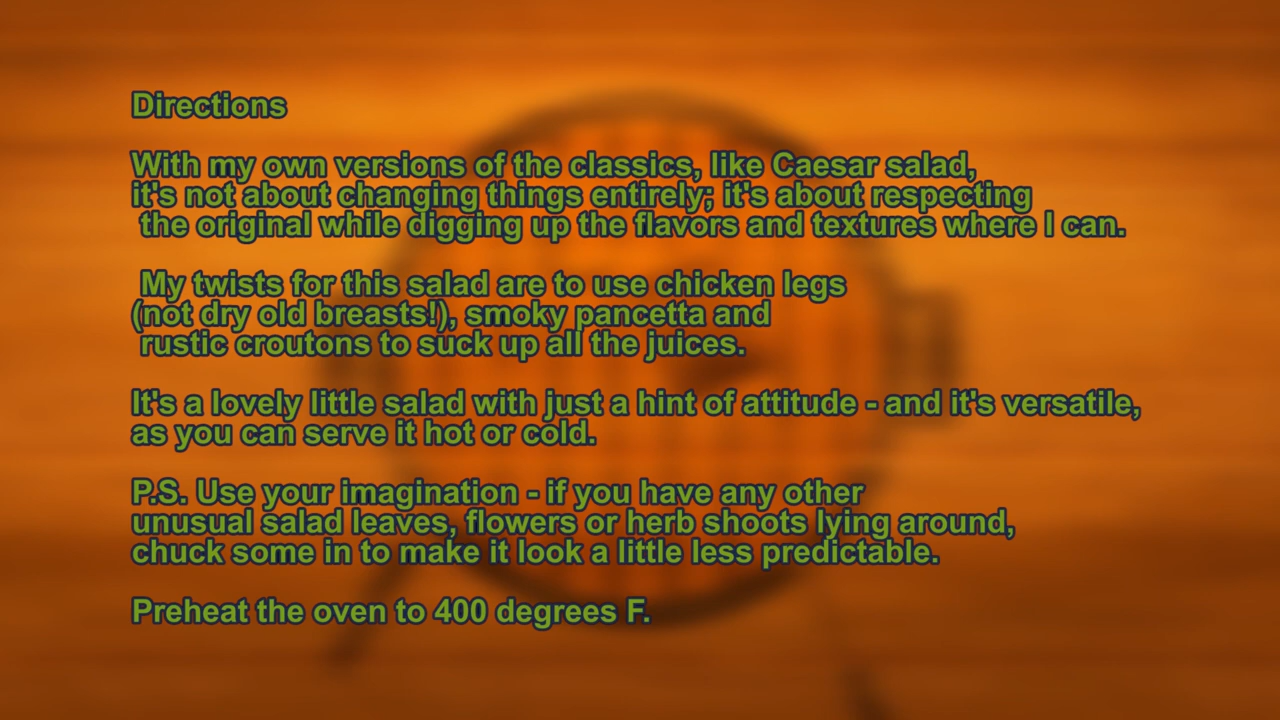 Directions
With my own versions of the classics, like Caesar salad,
it's not about changing things entirely; it's about respecting
the original while digging up the flavors and textures where I can.
My twists for this salad are to use chicken legs
(not dry old breasts!), smoky pancetta and
rustic croutons to suck up all the juices.
It's a lovely little salad with just a hint of attitude - and it's versatile,
as you can serve it hot or cold.
P.S. Use your imagination - if you have any other
unusual salad leaves, flowers or herb shoots lying around,
chuck some in to make it look a little less predictable.
Preheat the oven to 400 degrees F.